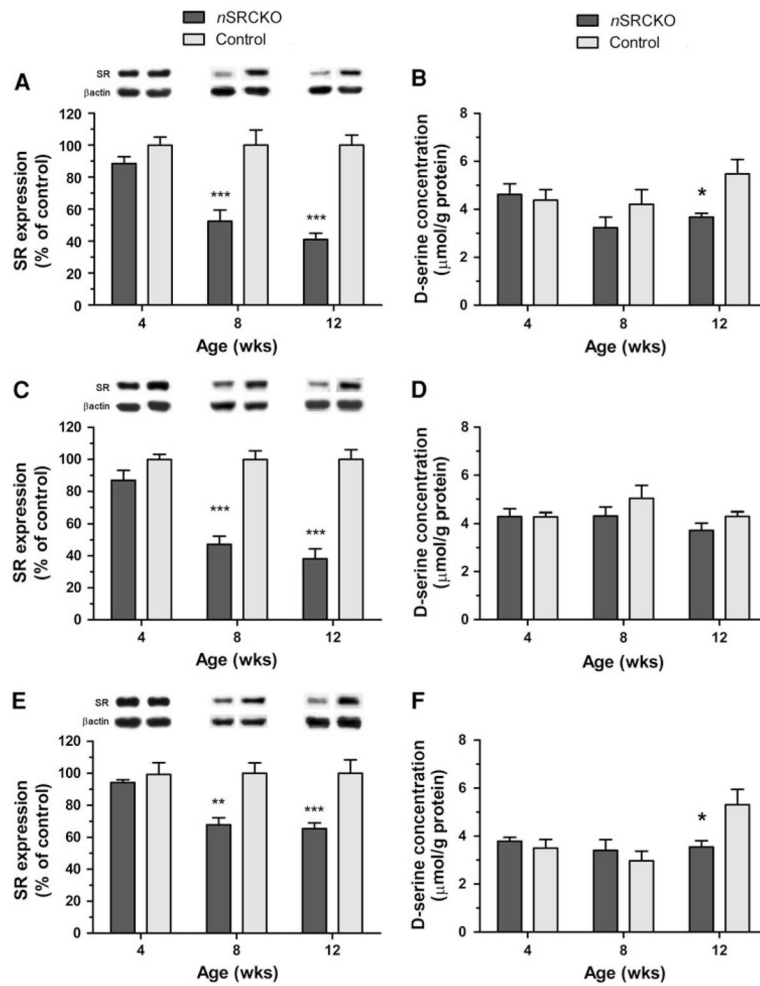 nSRCKO
Control
nSRCKO
Control
A
SR
βactin
SR expression
(% of control)
120
100
80
60
40
20
0
***
***
4
8
12
Age (wks)
B
D-serine concentration
(μmol/g protein)
8
6
4
2
0
*
4
8
12
Age (wks)
C
SR
βactin
SR expression
(% of control)
120
100
80
60
40
20
0
***
***
4
8
12
Age (wks)
D
D-serine concentration
(μmol/g protein)
8
6
4
2
0
4
8
12
Age (wks)
E
SR
βactin
SR expression
(% of control)
120
100
80
60
40
20
0
**
***
4
8
12
Age (wks)
F
D-serine concentration
(μmol/g protein)
8
6
4
2
0
*
4
8
12
Age (wks)